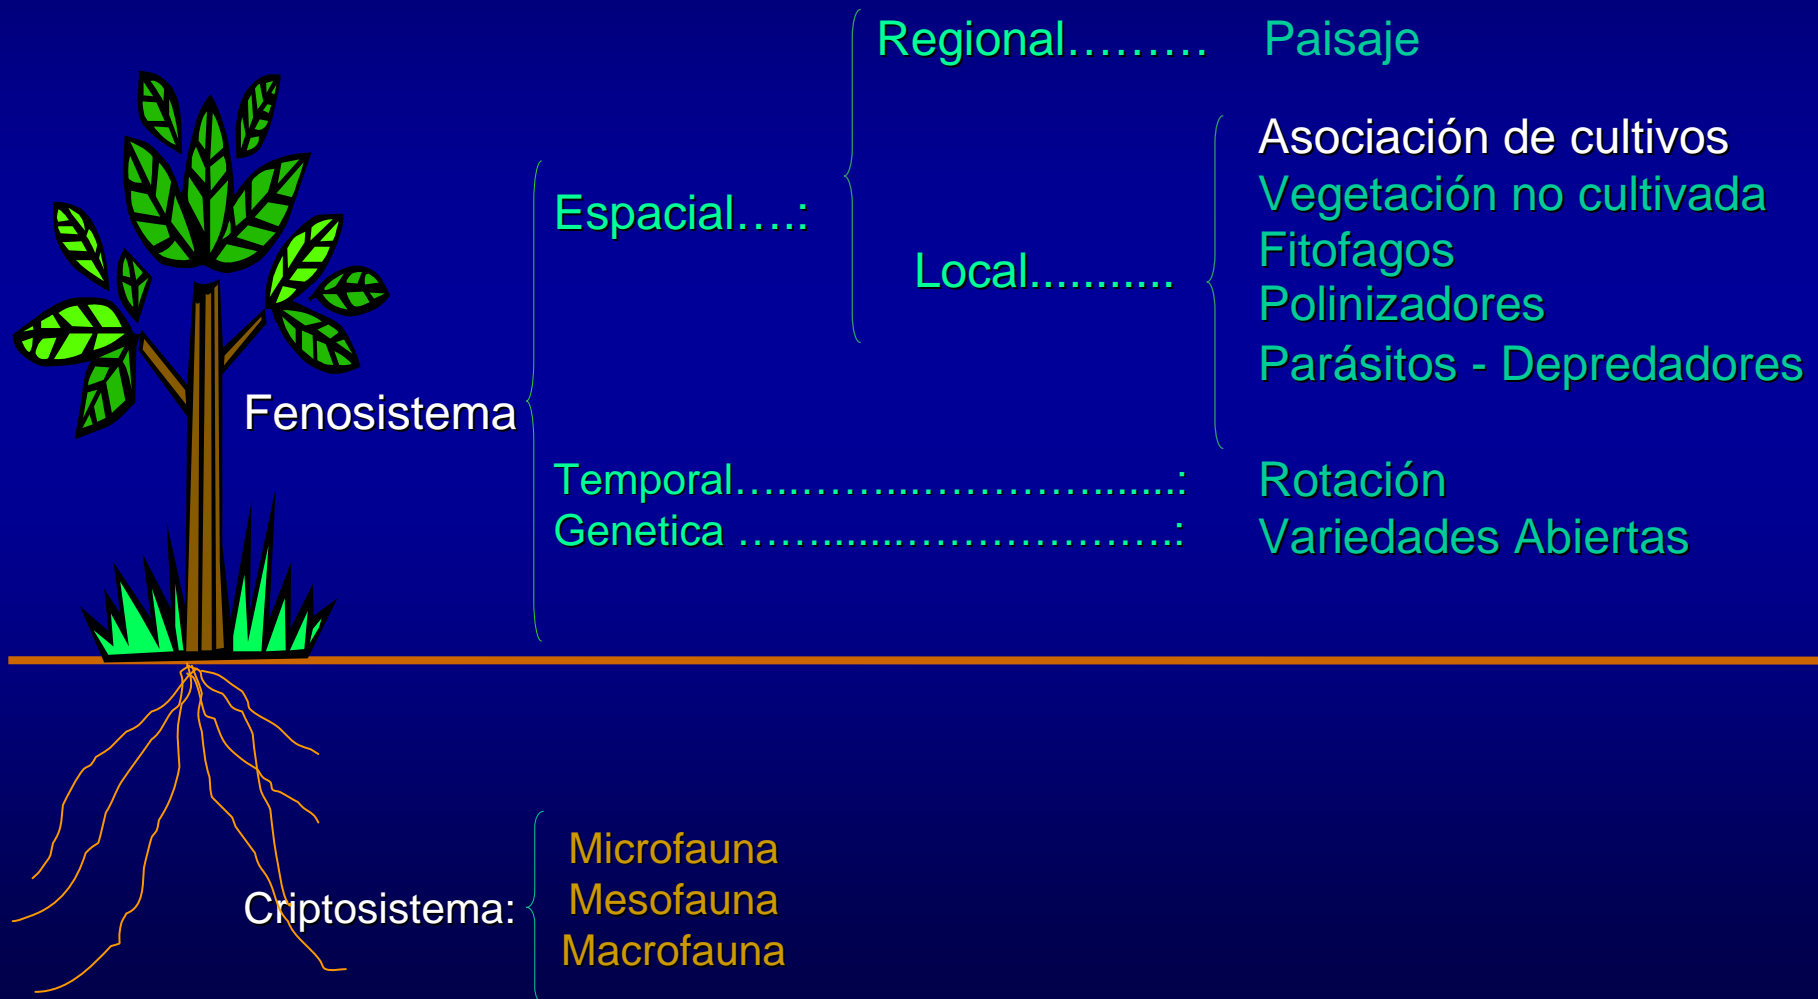 Regional……… Paisaje
Asociación de cultivos
Espacial….: Vegetación no cultivada
Fitofagos
Local........... Polinizadores
Parásitos - Depredadores
Fenosistema
Temporal…..……...………….......: Rotación
Genetica …….......……………….: Variedades Abiertas
Microfauna
Criptosistema: Mesofauna
Macrofauna